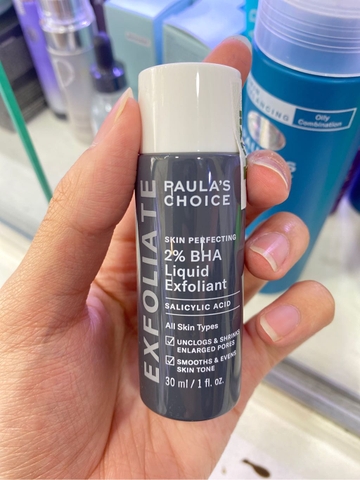 EXFOLIATE
PAULA'S
CHOICE
SKIN PERFECTING
2% BHA
Liquid
Exfoliant
SALICYLIC ACID
All Skin Types
UNCLOGS & SHRINKS
ENLARGED PORES
SMOOTHS & EVENS
SKIN TONE
30 ml / 1 fl. oz.
Oily
Combination